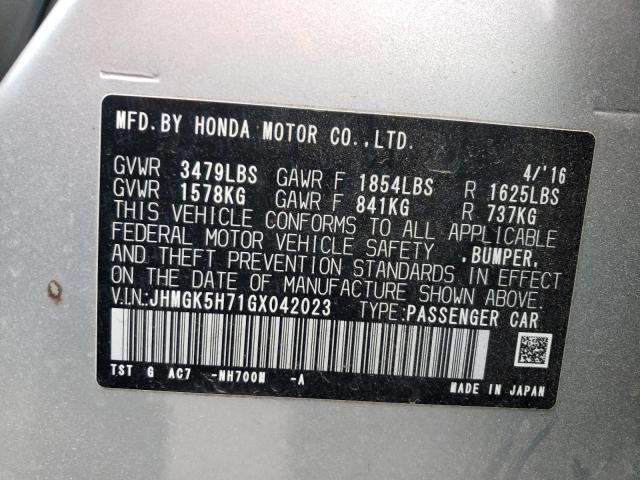 MFD.BY HONDA MOTOR CO.,LTD.
4/'16
GVWR 3479LBS GAWR F 1854LBS R 1625LBS
GVWR 1578KG GAWR F 841KG R 737KG
THIS VEHICLE CONFORMS TO ALL APPLICABLE
FEDERAL MOTOR VEHICLE SAFETY ,BUMPER,
AND THEFT PREVENTION STANDARDS IN EFFECT
ON THE DATE OF MANUFACTURE SHOWN ABOVE.
V.I.N.:JHMGK5H71GX042023 TYPE:PASSENGER CAR
TST G AC7 -NH700M -A
MADE IN JAPAN